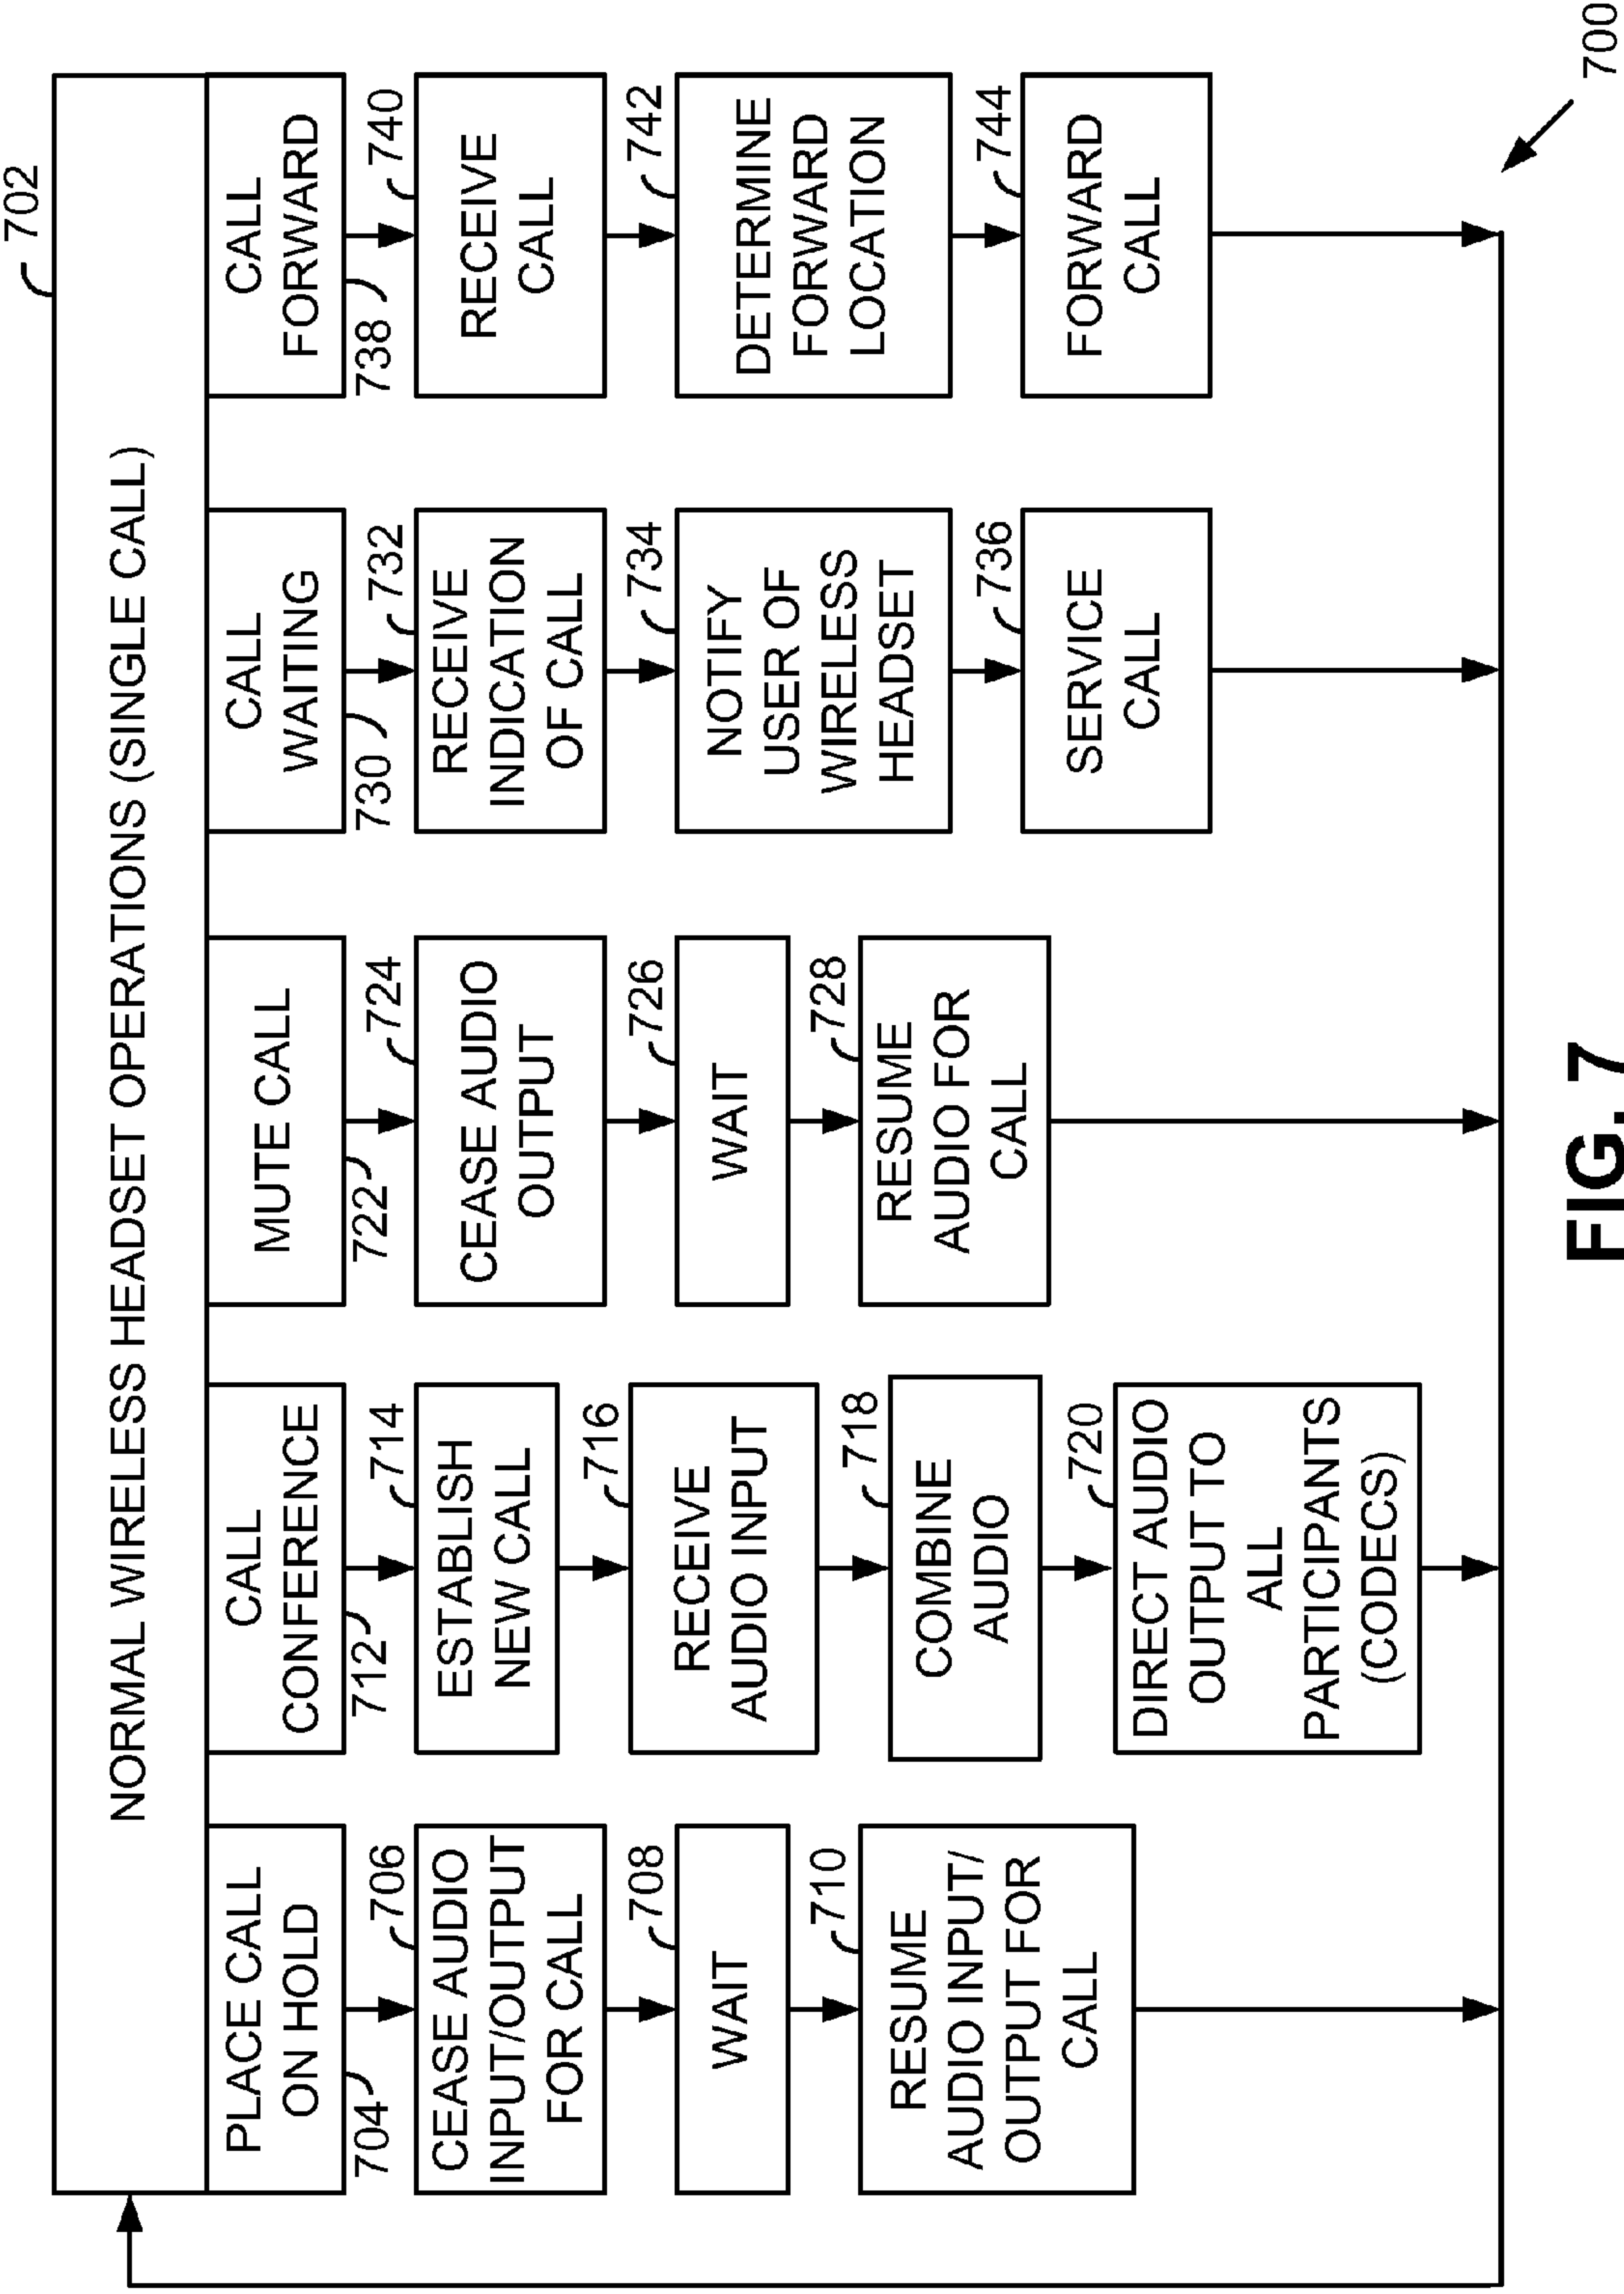 702
NORMAL WIRELESS HEADSET OPERATIONS (SINGLE CALL)
PLACE CALL
ON HOLD
704
706
CEASE AUDIO
INPUT/OUTPUT
FOR CALL
708
WAIT
710
RESUME
AUDIO INPUT/
OUTPUT FOR
CALL
CALL
CONFERENCE
712
714
ESTABLISH
NEW CALL
716
RECEIVE
AUDIO INPUT
718
COMBINE
AUDIO
720
DIRECT AUDIO
OUTPUT TO
ALL
PARTICIPANTS
(CODECS)
MUTE CALL
722
724
CEASE AUDIO
OUTPUT
726
WAIT
728
RESUME
AUDIO FOR
CALL
CALL
WAITING
730
732
RECEIVE
INDICATION
OF CALL
734
NOTIFY
USER OF
WIRELESS
HEADSET
736
SERVICE
CALL
CALL
FORWARD
738
740
RECEIVE
CALL
742
DETERMINE
FORWARD
LOCATION
744
FORWARD
CALL
700
FIG. 7